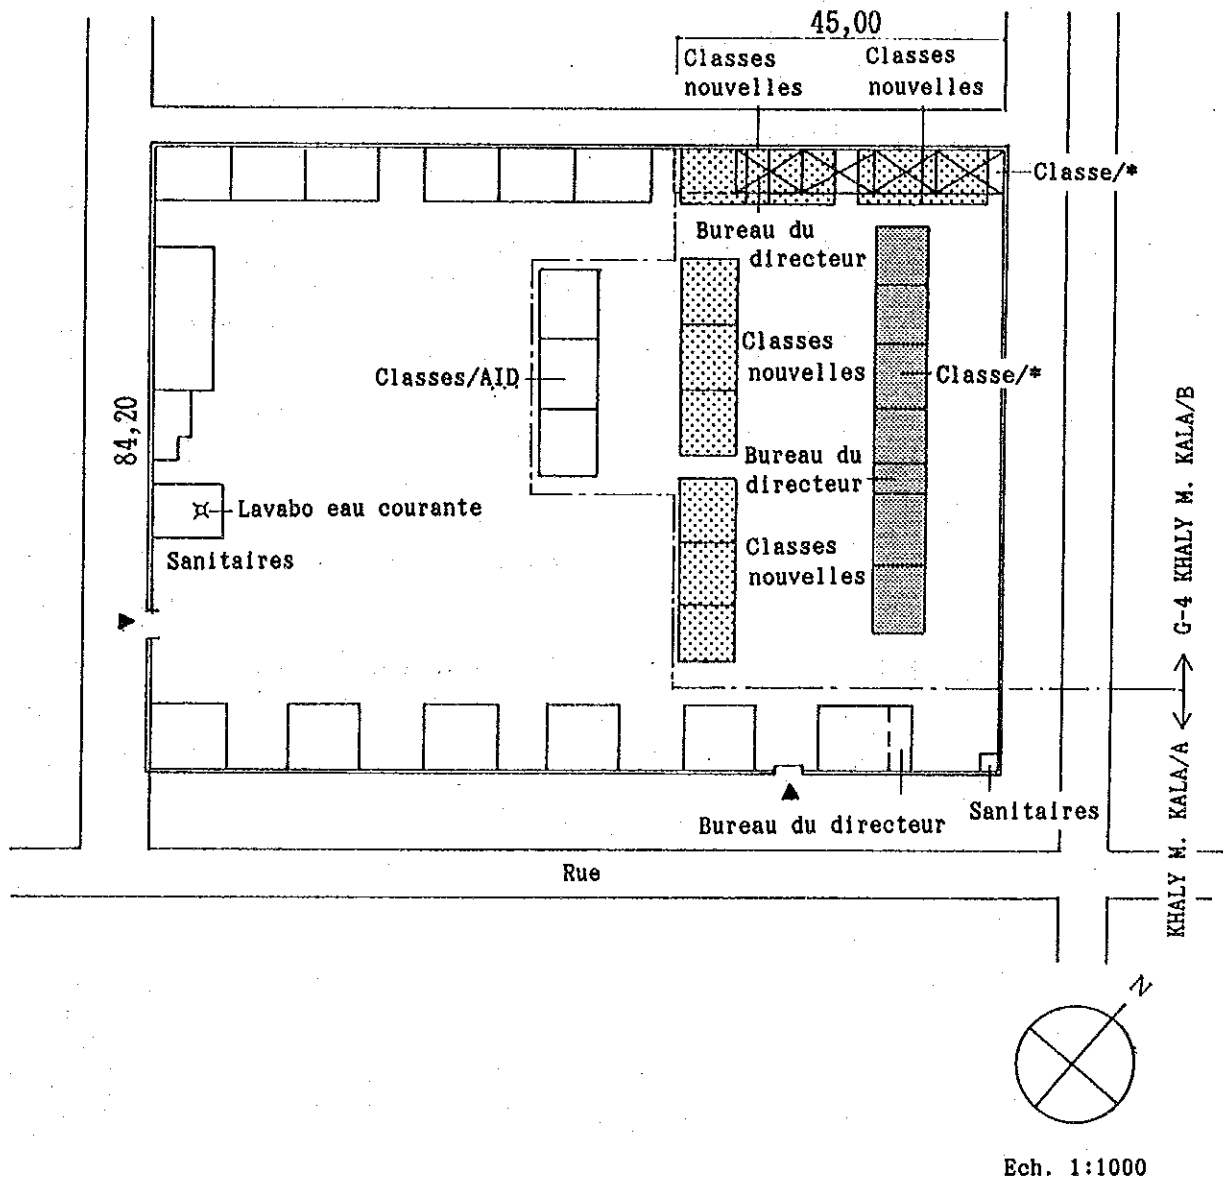 45,00
Classes
nouvelles
Classes
nouvelles
Classe/*
Bureau du
directeur
Classes
nouvelles
Classes/AID
Classe/*
84,20
Bureau du
directeur
Lavabo eau courante
Sanitaires
Classes
nouvelles
G-4 KHALY M. KALA/B
KHALY M. KALA/A
Bureau du directeur
Sanitaires
Rue
N
Ech. 1:1000